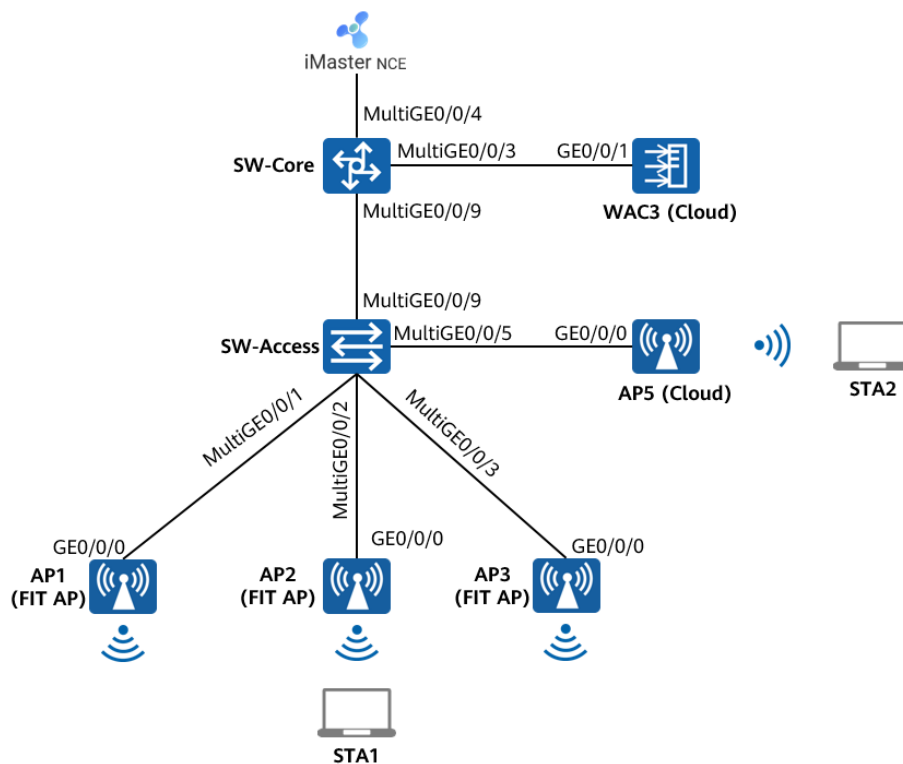 iMaster NCE
MultiGE0/0/4
SW-Core
MultiGE0/0/3
GE0/0/1
WAC3 (Cloud)
MultiGE0/0/9
MultiGE0/0/9
SW-Access
MultiGE0/0/5
GE0/0/0
AP5 (Cloud)
STA2
MultiGE0/0/1
MultiGE0/0/2
MultiGE0/0/3
GE0/0/0
GE0/0/0
GE0/0/0
AP1
(FIT AP)
AP2
(FIT AP)
AP3
(FIT AP)
STA1